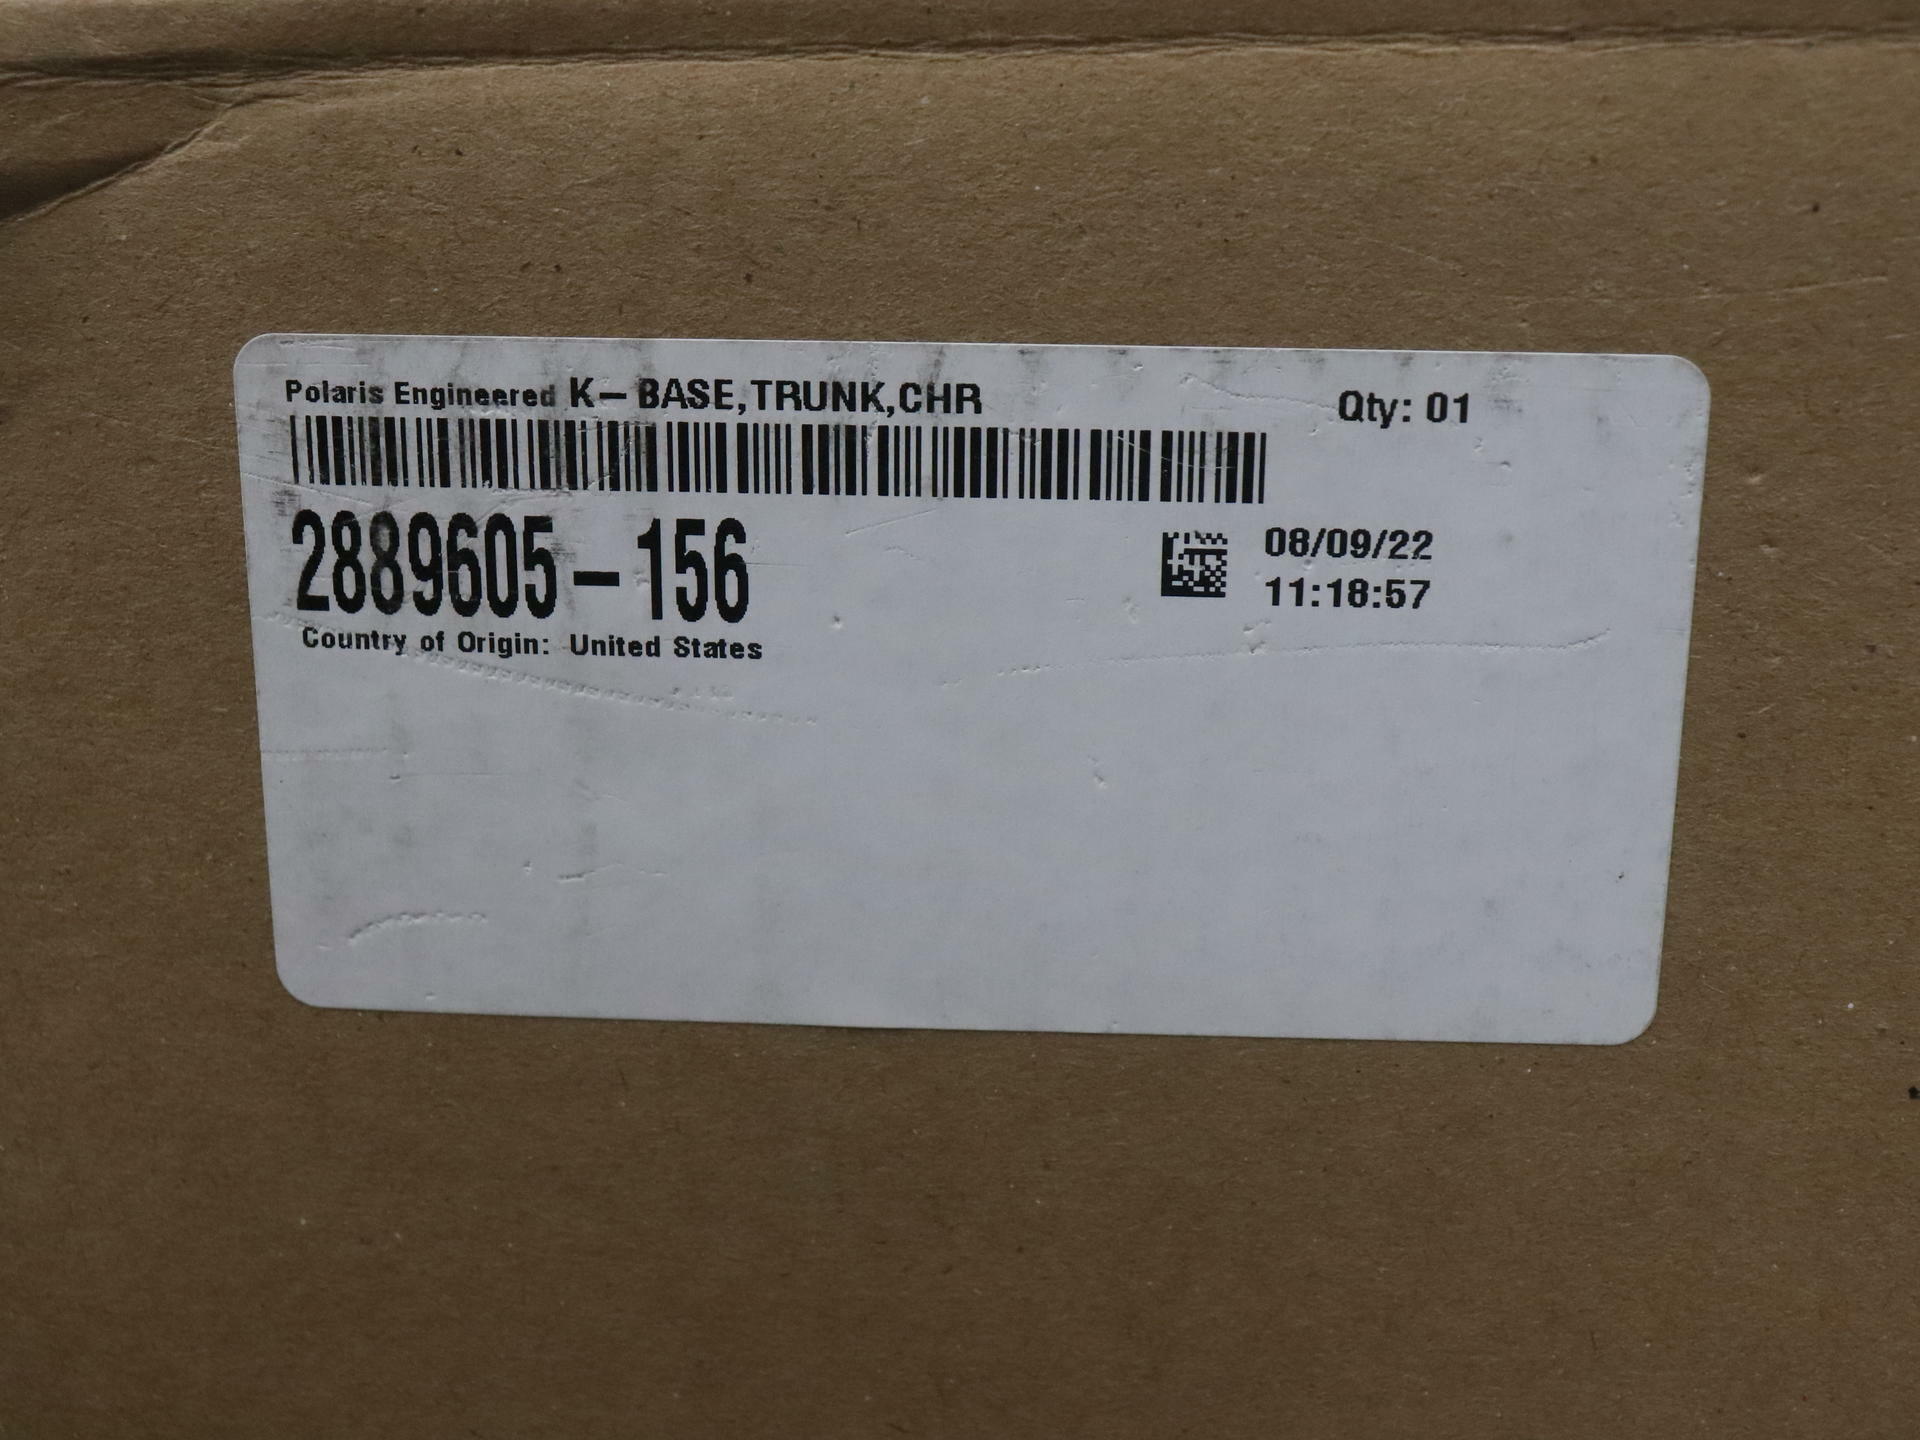 Polaris Engineered K-BASE,TRUNK,CHR
Qty: 01
2889605-156
08/09/22
11:18:57
Country of Origin: United States